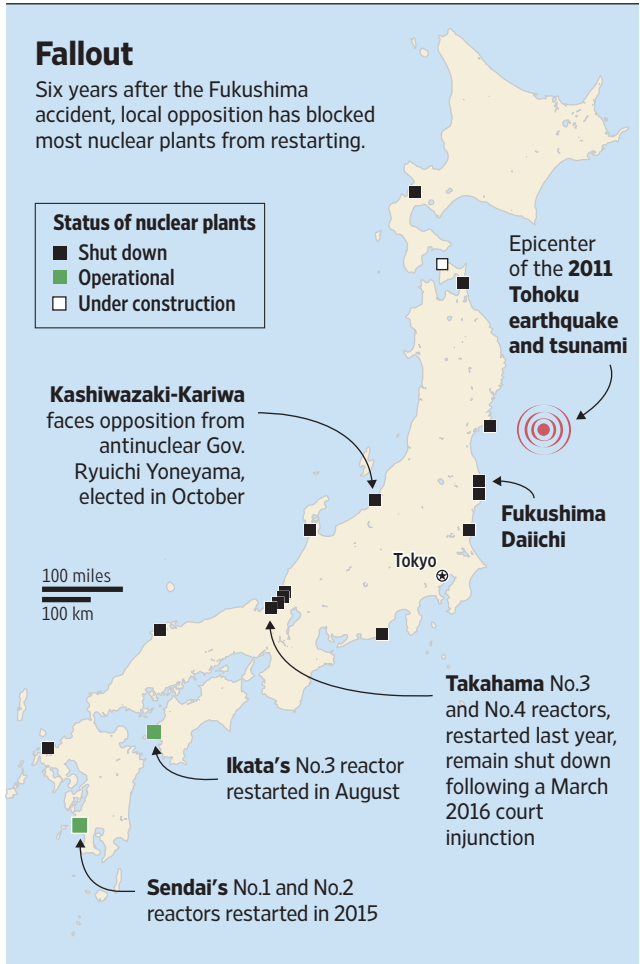 Fallout
Six years after the Fukushima
accident, local opposition has blocked
most nuclear plants from restarting.
Status of nuclear plants
Shut down
Operational
Under construction
Epicenter
of the 2011
Tohoku
earthquake
and tsunami
Kashiwazaki-Kariwa
faces opposition from
antinuclear Gov.
Ryuichi Yoneyama,
elected in October
Fukushima
Daiichi
Tokyo
100 miles
100 km
Takahama No.3
and No.4 reactors,
restarted last year,
remain shut down
following a March
2016 court
injunction
Ikata's No.3 reactor
restarted in August
Sendai's No.1 and No.2
reactors restarted in 2015